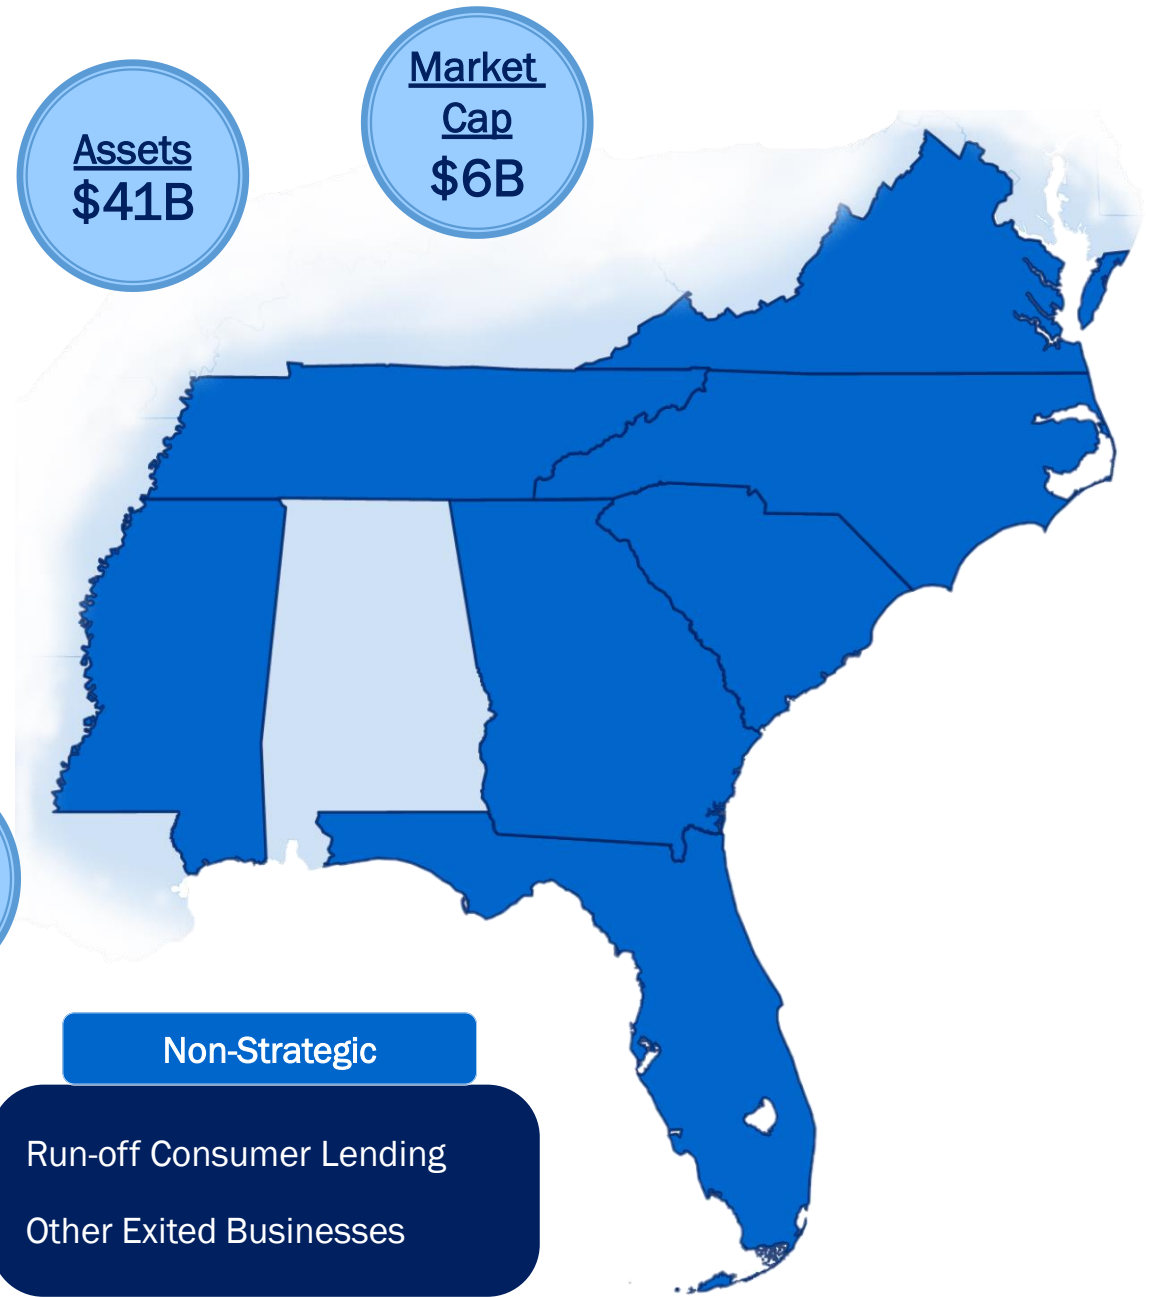 Market
Cap
$6B
Assets
$41B
Non-Strategic
Run-off Consumer Lending
Other Exited Businesses